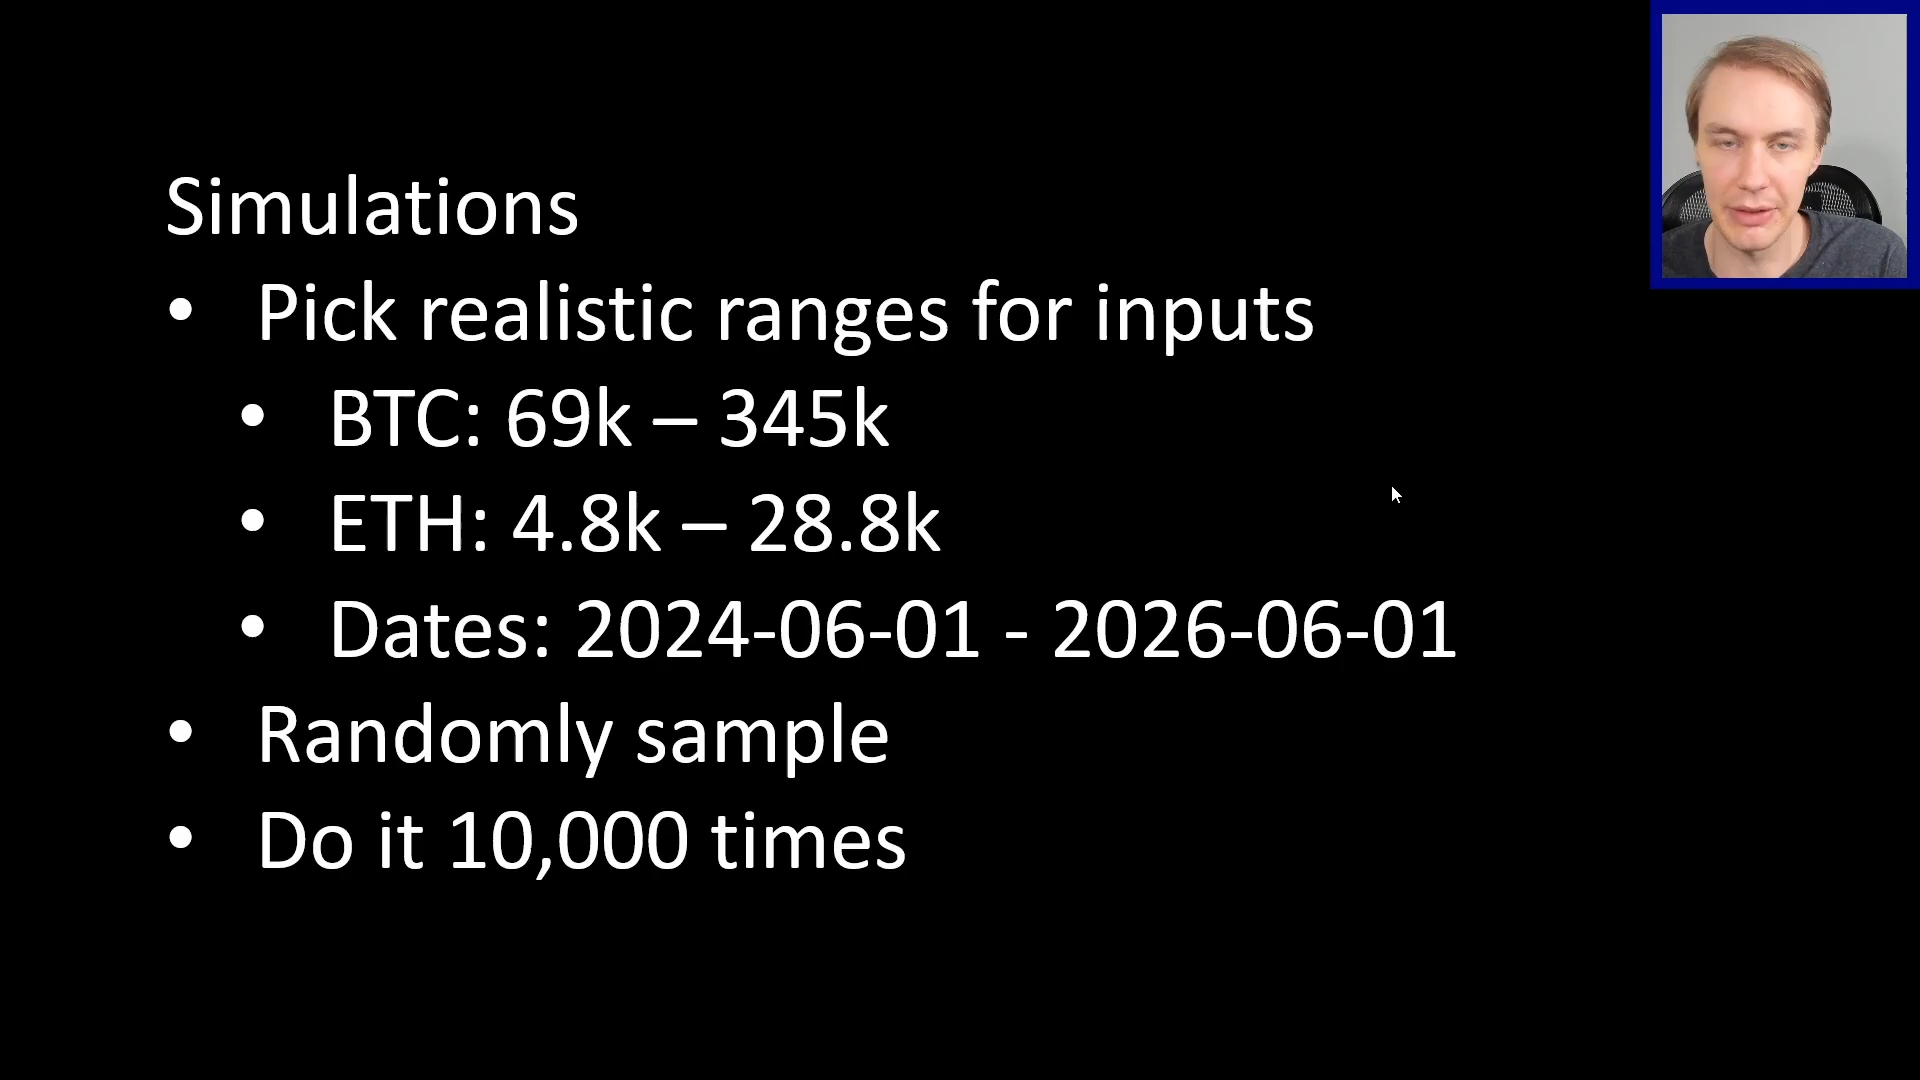 Simulations
• Pick realistic ranges for inputs
• BTC: 69k – 345k
• ETH: 4.8k – 28.8k
• Dates: 2024-06-01 - 2026-06-01
• Randomly sample
• Do it 10,000 times